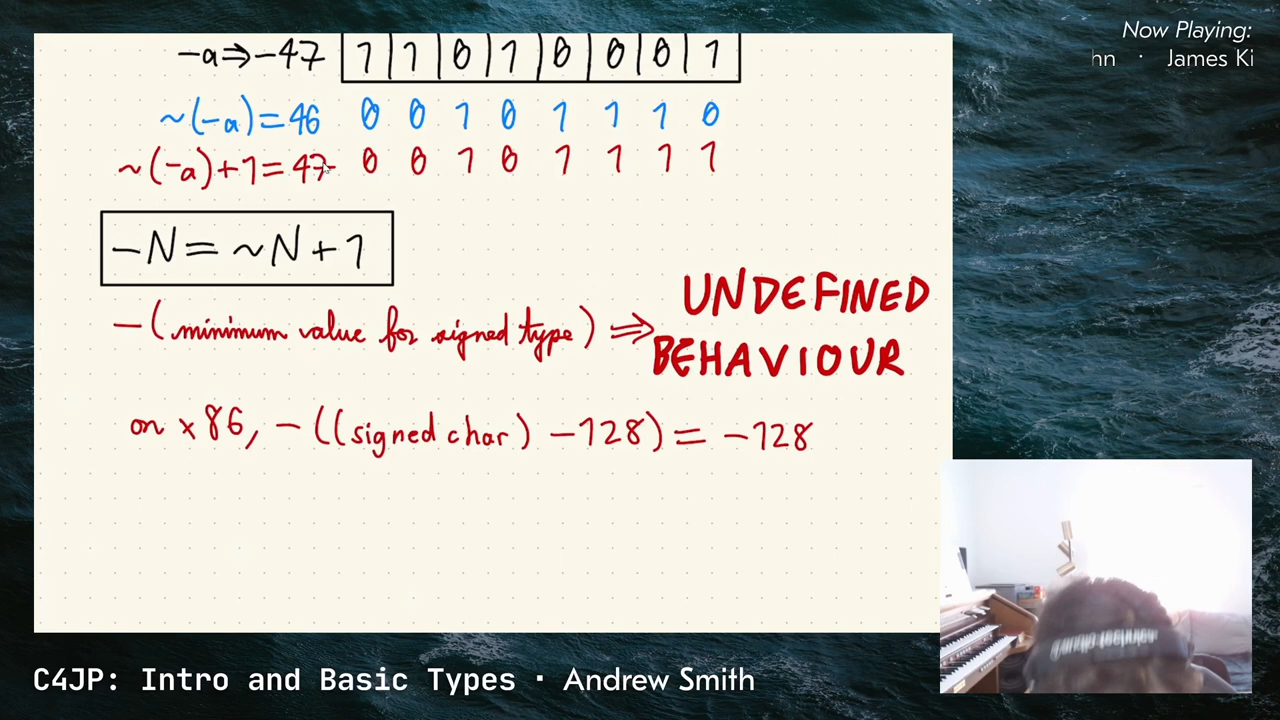 Now Playing:
hn · James Ki
-a⇒-47 1 1 0 1 0 0 0 1
~(-a)=46 0 0 1 0 1 1 1 0
~(-a)+1=47 0 0 1 0 1 1 1 1
-N=~N+1
-(minimum value for signed type) ⇒ UNDEFINED
BEHAVIOUR
on x86, -((signed char) -128) = -128
C4JP: Intro and Basic Types · Andrew Smith